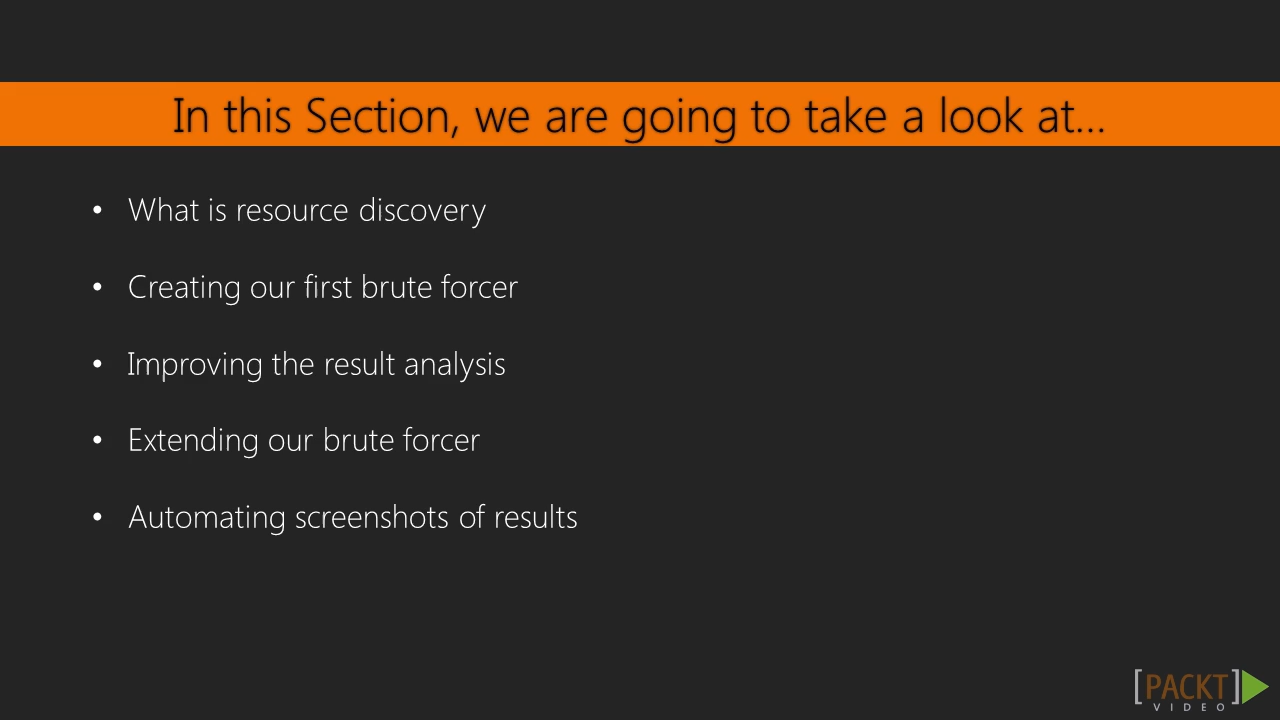 In this Section, we are going to take a look at...
• What is resource discovery
• Creating our first brute forcer
• Improving the result analysis
• Extending our brute forcer
• Automating screenshots of results
[PACKT]
VIDEO